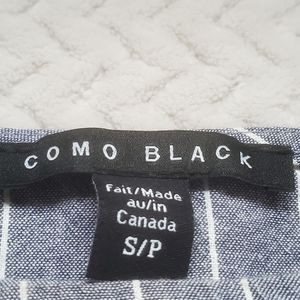 COMO BLACK
Fait/Made
au/in
Canada
S/P